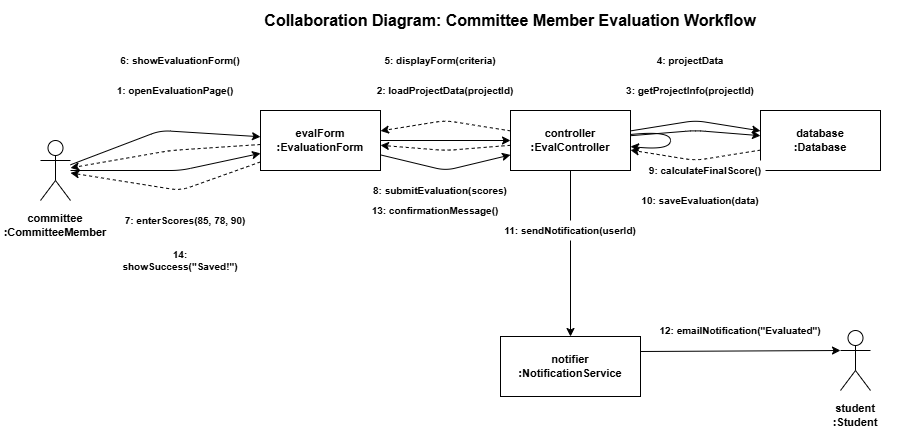 Collaboration Diagram: Committee Member Evaluation Workflow
6: showEvaluationForm()
5: displayForm(criteria)
4: projectData
1: openEvaluationPage()
2: loadProjectData(projectId)
3: getProjectInfo(projectId)
evalForm
:EvaluationForm
controller
:EvalController
database
:Database
9: calculateFinalScore()
8: submitEvaluation(scores)
10: saveEvaluation(data)
13: confirmationMessage()
committee
:CommitteeMember
7: enterScores(85, 78, 90)
11: sendNotification(userId)
14:
showSuccess("Saved!")
12: emailNotification("Evaluated")
notifier
:NotificationService
student
:Student